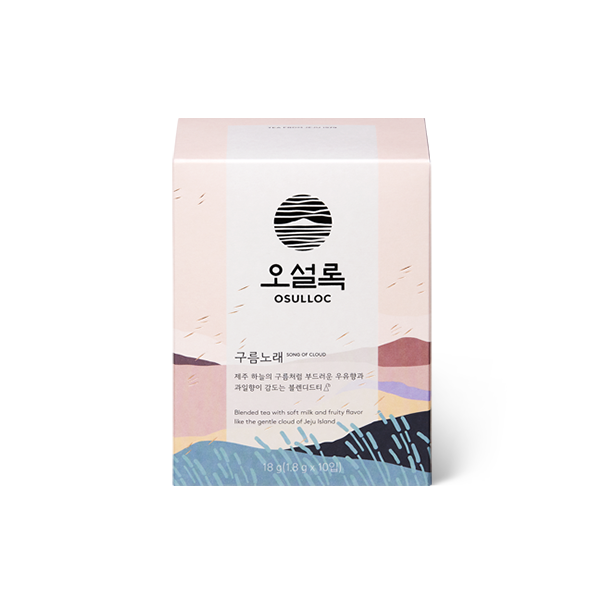 오설록
OSULLOC
구름노래 SONG OF CLOUD
제주 하늘의 구름처럼 부드러운 우유향과
과일향이 감도는 블렌디드티
Blended tea with soft milk and fruity flavor
like the gentle cloud of Jeju Island
18 g(1.8 g x 10입)